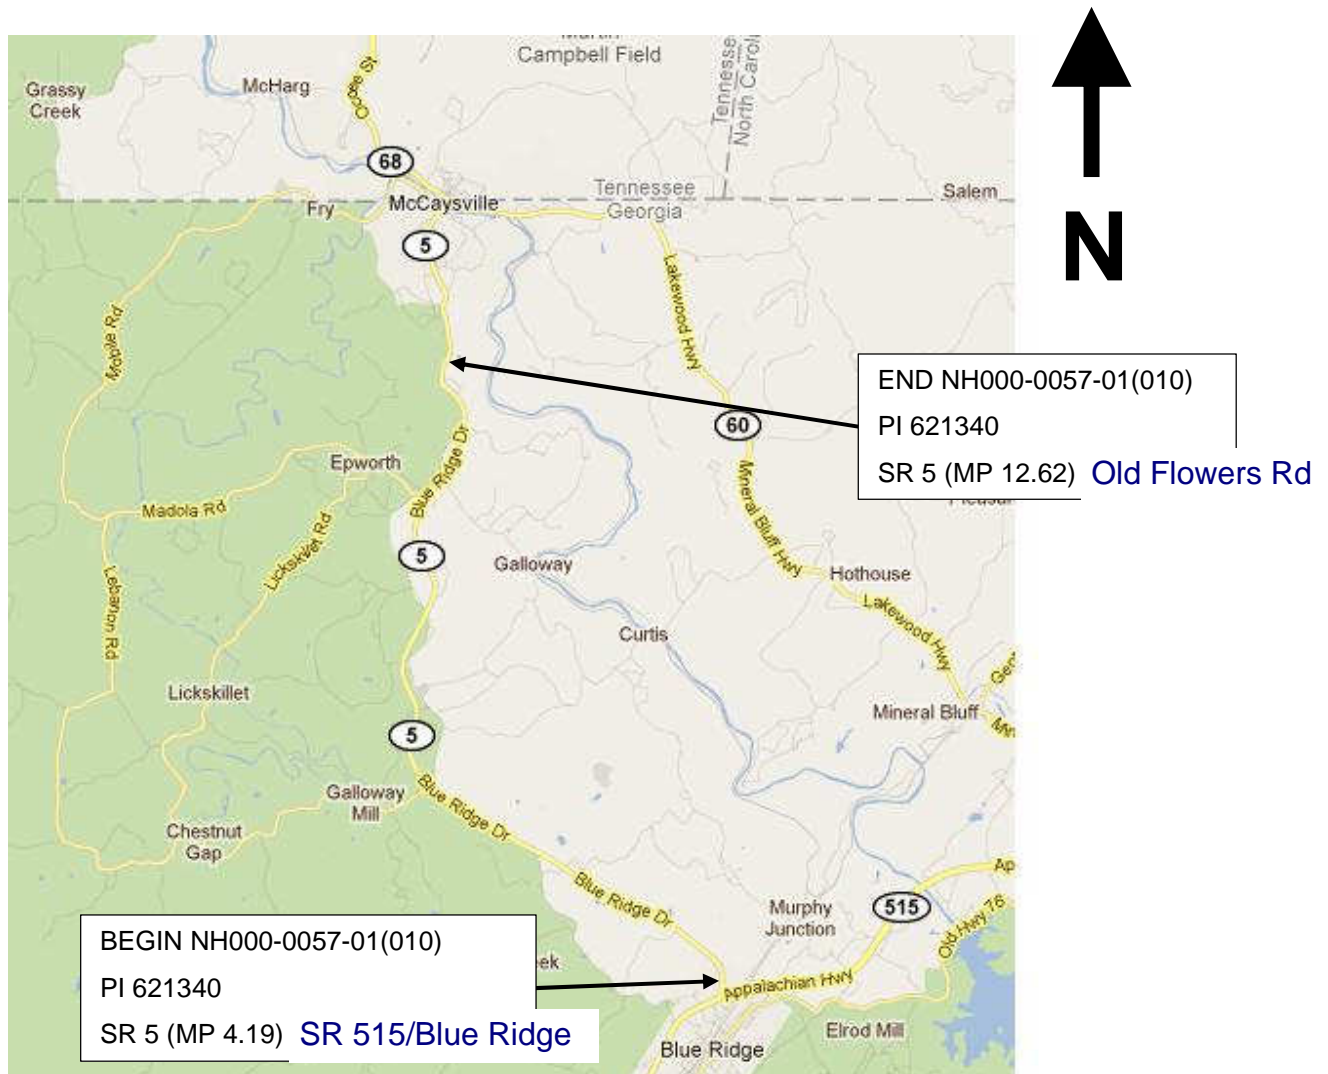 Campbell Field
Tennessee
North Caroli
Grassy
Creek
McHarg
Ocoee St
68
McCaysville
Tennessee
Georgia
Salem
Fry
5
N
Mobile Rd
Lakewood Hwy
END NH000-0057-01(010)
PI 621340
SR 5 (MP 12.62) Old Flowers Rd
60
Epworth
Blue Ridge Dr
Madola Rd
Mineral Bluff Hwy
Lickskillet Rd
5
Galloway
Hothouse
Lebanon Rd
Lakewood Hwy
Curtis
Lickskillet
Mineral Bluff
5
Galloway
Mill
Blue Ridge Dr
Chestnut
Gap
Blue Ridge Dr
Murphy
Junction
515
Old Hwy 76
BEGIN NH000-0057-01(010)
PI 621340
SR 5 (MP 4.19) SR 515/Blue Ridge
Appalachian Hwy
Elrod Mill
Blue Ridge